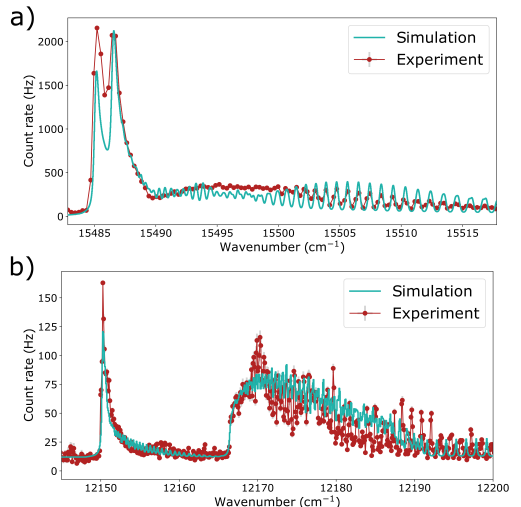 a)
Simulation
Experiment
Count rate (Hz)
2000
1500
1000
500
0
15485 15490 15495 15500 15505 15510 15515
Wavenumber (cm⁻¹)
b)
Simulation
Experiment
Count rate (Hz)
150
125
100
75
50
25
0
12150 12160 12170 12180 12190 12200
Wavenumber (cm⁻¹)